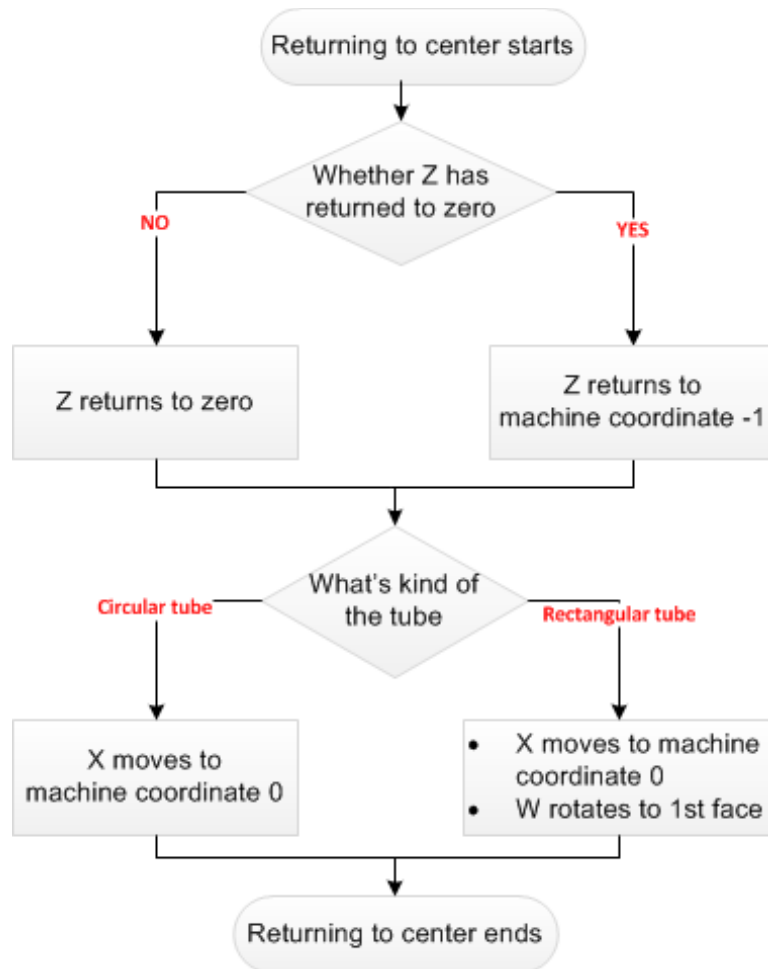 Returning to center starts
Whether Z has
returned to zero
NO
YES
Z returns to zero
Z returns to
machine coordinate -1
What's kind of
the tube
Circular tube
Rectangular tube
X moves to
machine coordinate 0
• X moves to machine
coordinate 0
• W rotates to 1st face
Returning to center ends